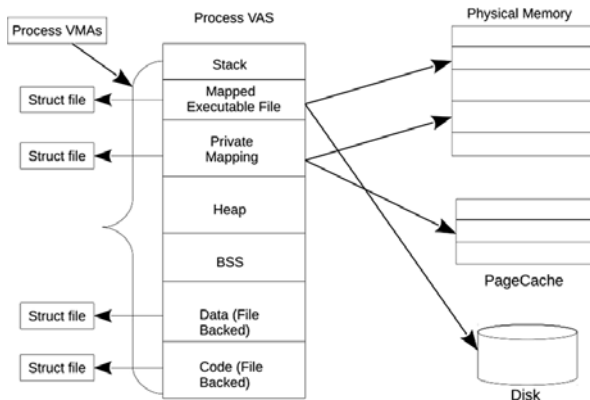 Process VAS
Physical Memory
Process VMAs
Stack
Struct file
Mapped
Executable File
Struct file
Private
Mapping
Heap
BSS
PageCache
Struct file
Data (File
Backed)
Struct file
Code (File
Backed)
Disk